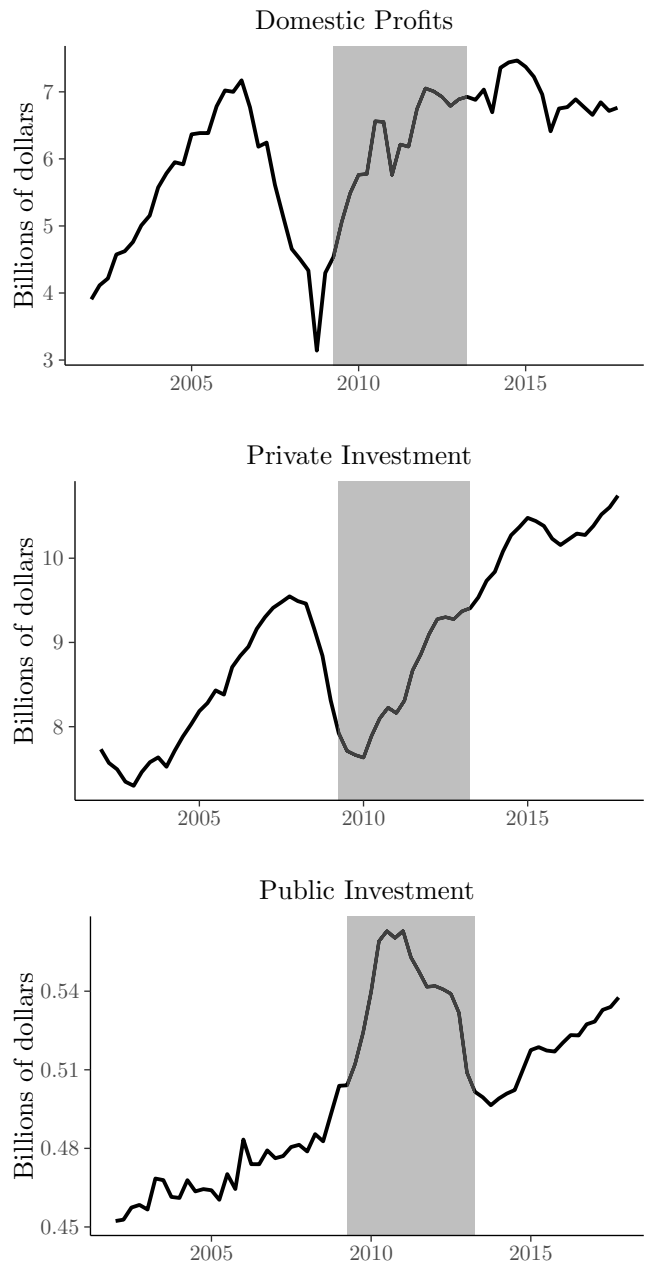 Domestic Profits
Billions of dollars
7
6
5
4
3
2005 2010 2015
Private Investment
Billions of dollars
10
9
8
2005 2010 2015
Public Investment
Billions of dollars
0.54
0.51
0.48
0.45
2005 2010 2015